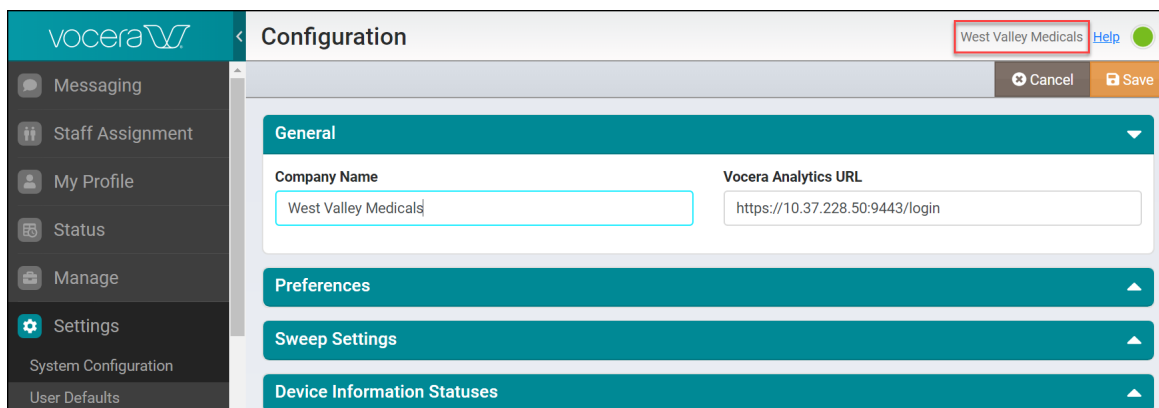 vocera
Configuration
West Valley Medicals Help
Cancel Save
Messaging
Staff Assignment
My Profile
Status
Manage
Settings
System Configuration
User Defaults
General
Company Name
West Valley Medicals
Vocera Analytics URL
https://10.37.228.50:9443/login
Preferences
Sweep Settings
Device Information Statuses